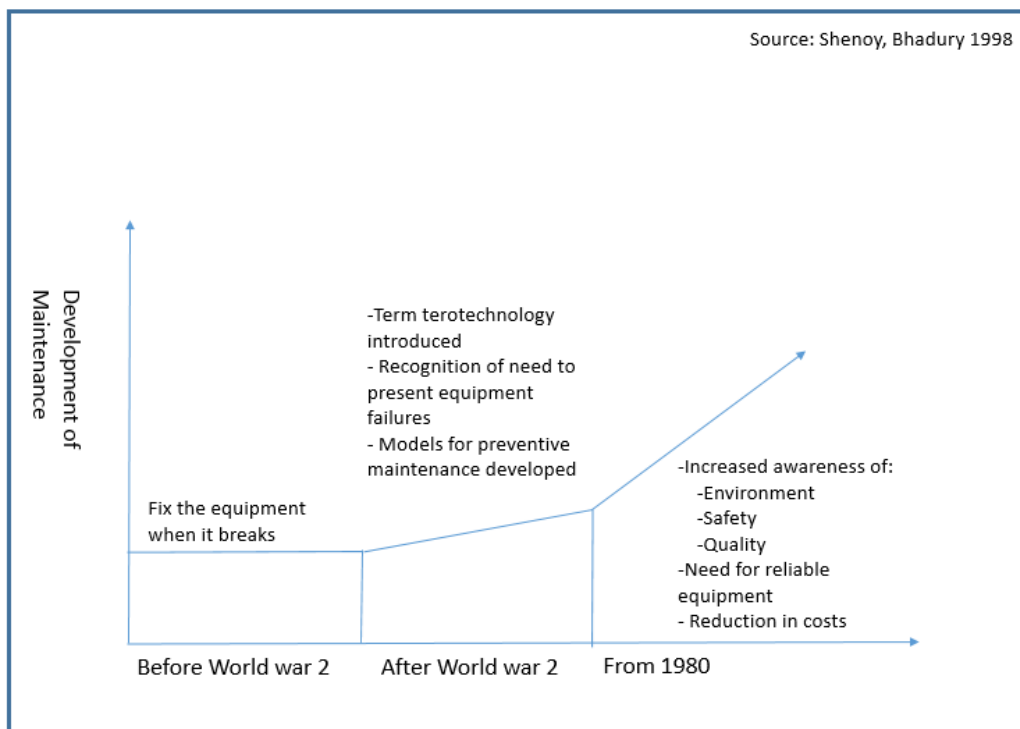 Source: Shenoy, Bhadury 1998
Development of
Maintenance
Fix the equipment
when it breaks
-Term terotechnology
introduced
- Recognition of need to
present equipment
failures
- Models for preventive
maintenance developed
-Increased awareness of:
-Environment
-Safety
-Quality
-Need for reliable
equipment
- Reduction in costs
Before World war 2
After World war 2
From 1980